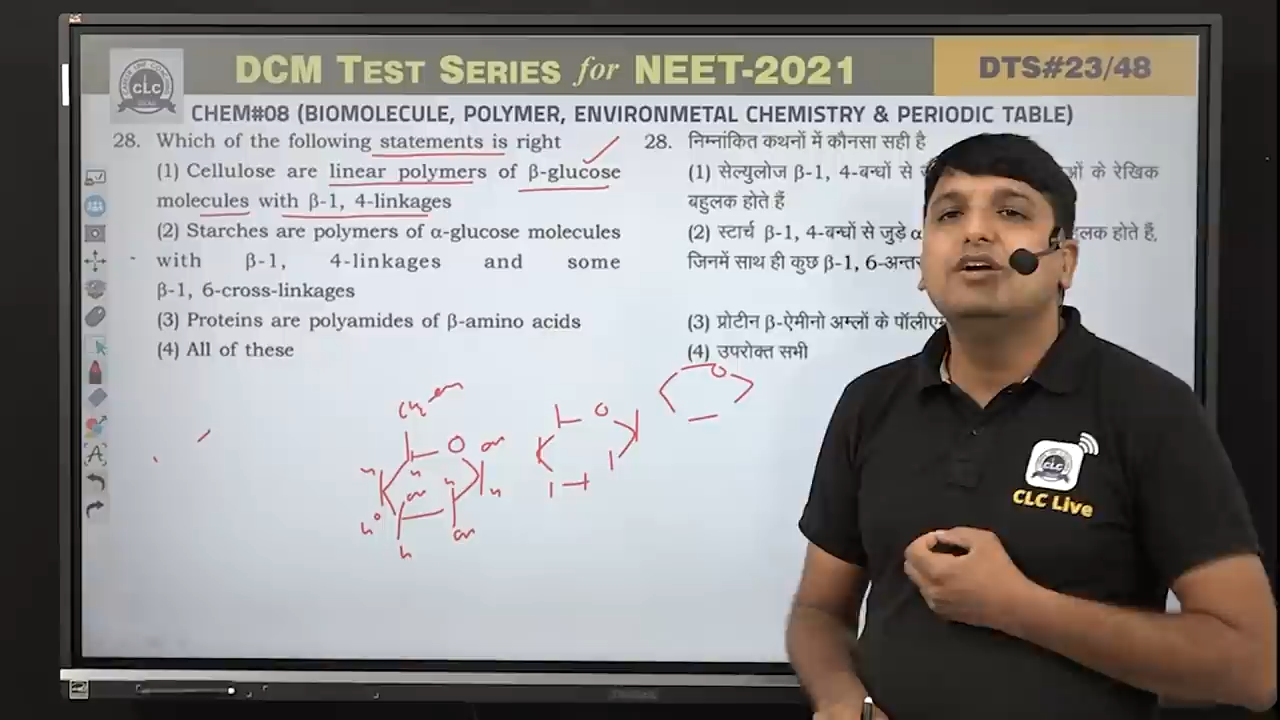 DCM TEST SERIES for NEET-2021
DTS#23/48
CLC
CHEM#08 (BIOMOLECULE, POLYMER, ENVIRONMETAL CHEMISTRY & PERIODIC TABLE)
28. Which of the following statements is right
(1) Cellulose are linear polymers of β-glucose
molecules with β-1, 4-linkages
(2) Starches are polymers of α-glucose molecules
with β-1, 4-linkages and some
β-1, 6-cross-linkages
(3) Proteins are polyamides of β-amino acids
(4) All of these
28. निम्नांकित कथनों में कौनसा सही है
(1) सेल्युलोज β-1, 4-बन्धों से ओं के रेखिक
बहुलक होते हैं
(2) स्टार्च β-1, 4-बन्धों से जुड़े α हुलक होते हैं,
जिनमें साथ ही कुछ β-1, 6-अन्तर
(3) प्रोटीन β-ऐमीनो अम्लों के
(4) उपरोक्त सभी
O
O
O
CLC
CLC Live